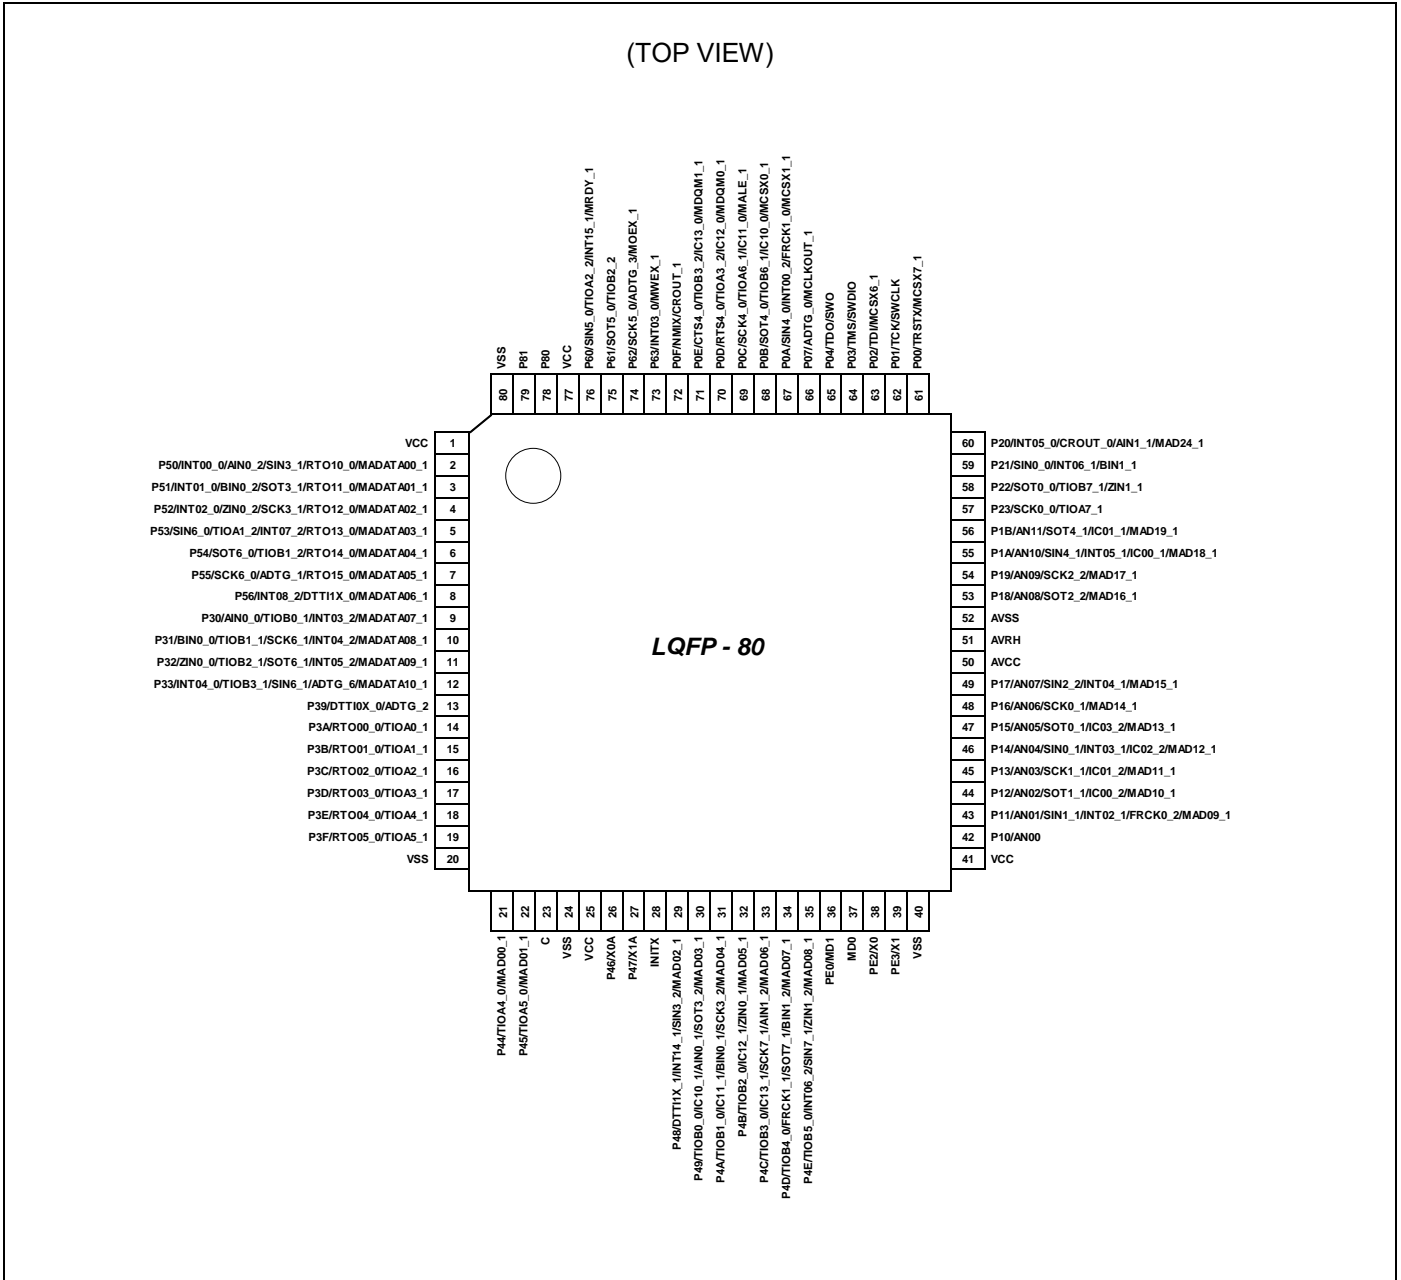 (TOP VIEW)
VSS
P81
P80
VCC
P60/SIN5_0/TIOA2_2/INT15_1/MRDY_1
P61/SOT5_0/TIOB2_2
P62/SCK5_0/ADTG_3/MOEX_1
P63/INT03_0/MWEX_1
P0F/NMIX/CROUT_1
P0E/CTS4_0/TIOB3_2/IC13_0/MDQM1_1
P0D/RTS4_0/TIOA3_2/IC12_0/MDQM0_1
P0C/SCK4_0/TIOA6_1/IC11_0/MALE_1
P0B/SOT4_0/TIOB6_1/IC10_0/MCSX0_1
P0A/SIN4_0/INT00_2/FRCK1_0/MCSX1_1
P07/ADTG_0/MCLKOUT_1
P04/TDO/SWO
P03/TMS/SWDIO
P02/TDI/MCSX6_1
P01/TCK/SWCLK
P00/TRSTX/MCSX7_1
80 79 78 77 76 75 74 73 72 71 70 69 68 67 66 65 64 63 62 61
VCC 1
P50/INT00_0/AIN0_2/SIN3_1/RTO10_0/MADATA00_1 2
P51/INT01_0/BIN0_2/SOT3_1/RTO11_0/MADATA01_1 3
P52/INT02_0/ZIN0_2/SCK3_1/RTO12_0/MADATA02_1 4
P53/SIN6_0/TIOA1_2/INT07_2/RTO13_0/MADATA03_1 5
P54/SOT6_0/TIOB1_2/RTO14_0/MADATA04_1 6
P55/SCK6_0/ADTG_1/RTO15_0/MADATA05_1 7
P56/INT08_2/DTTI1X_0/MADATA06_1 8
P30/AIN0_0/TIOB0_1/INT03_2/MADATA07_1 9
P31/BIN0_0/TIOB1_1/SCK6_1/INT04_2/MADATA08_1 10
P32/ZIN0_0/TIOB2_1/SOT6_1/INT05_2/MADATA09_1 11
P33/INT04_0/TIOB3_1/SIN6_1/ADTG_6/MADATA10_1 12
P39/DTTI0X_0/ADTG_2 13
P3A/RTO00_0/TIOA0_1 14
P3B/RTO01_0/TIOA1_1 15
P3C/RTO02_0/TIOA2_1 16
P3D/RTO03_0/TIOA3_1 17
P3E/RTO04_0/TIOA4_1 18
P3F/RTO05_0/TIOA5_1 19
VSS 20
LQFP - 80
60 P20/INT05_0/CROUT_0/AIN1_1/MAD24_1
59 P21/SIN0_0/INT06_1/BIN1_1
58 P22/SOT0_0/TIOB7_1/ZIN1_1
57 P23/SCK0_0/TIOA7_1
56 P1B/AN11/SOT4_1/IC01_1/MAD19_1
55 P1A/AN10/SIN4_1/INT05_1/IC00_1/MAD18_1
54 P19/AN09/SCK2_2/MAD17_1
53 P18/AN08/SOT2_2/MAD16_1
52 AVSS
51 AVRH
50 AVCC
49 P17/AN07/SIN2_2/INT04_1/MAD15_1
48 P16/AN06/SCK0_1/MAD14_1
47 P15/AN05/SOT0_1/IC03_2/MAD13_1
46 P14/AN04/SIN0_1/INT03_1/IC02_2/MAD12_1
45 P13/AN03/SCK1_1/IC01_2/MAD11_1
44 P12/AN02/SOT1_1/IC00_2/MAD10_1
43 P11/AN01/SIN1_1/INT02_1/FRCK0_2/MAD09_1
42 P10/AN00
41 VCC
21 22 23 24 25 26 27 28 29 30 31 32 33 34 35 36 37 38 39 40
P44/TIOA4_0/MAD00_1
P45/TIOA5_0/MAD01_1
C
VSS
VCC
P46/X0A
P47/X1A
INITX
P48/DTTI1X_1/INT14_1/SIN3_2/MAD02_1
P49/TIOB0_0/IC10_1/AIN0_1/SOT3_2/MAD03_1
P4A/TIOB1_0/IC11_1/BIN0_1/SCK3_2/MAD04_1
P4B/TIOB2_0/IC12_1/ZIN0_1/MAD05_1
P4C/TIOB3_0/IC13_1/SCK7_1/AIN1_2/MAD06_1
P4D/TIOB4_0/FRCK1_1/SOT7_1/BIN1_2/MAD07_1
P4E/TIOB5_0/INT06_2/SIN7_1/ZIN1_2/MAD08_1
PE0/MD1
MD0
PE2/X0
PE3/X1
VSS